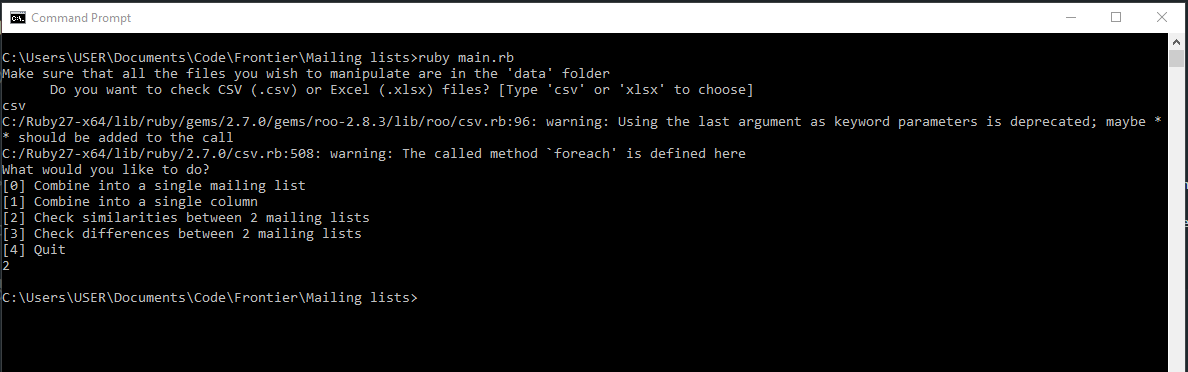 Command Prompt
C:\Users\USER\Documents\Code\Frontier\Mailing lists>ruby main.rb
Make sure that all the files you wish to manipulate are in the 'data' folder
Do you want to check CSV (.csv) or Excel (.xlsx) files? [Type 'csv' or 'xlsx' to choose]
csv
C:/Ruby27-x64/lib/ruby/gems/2.7.0/gems/roo-2.8.3/lib/roo/csv.rb:96: warning: Using the last argument as keyword parameters is deprecated; maybe *
* should be added to the call
C:/Ruby27-x64/lib/ruby/2.7.0/csv.rb:508: warning: The called method `foreach' is defined here
What would you like to do?
[0] Combine into a single mailing list
[1] Combine into a single column
[2] Check similarities between 2 mailing lists
[3] Check differences between 2 mailing lists
[4] Quit
2
C:\Users\USER\Documents\Code\Frontier\Mailing lists>